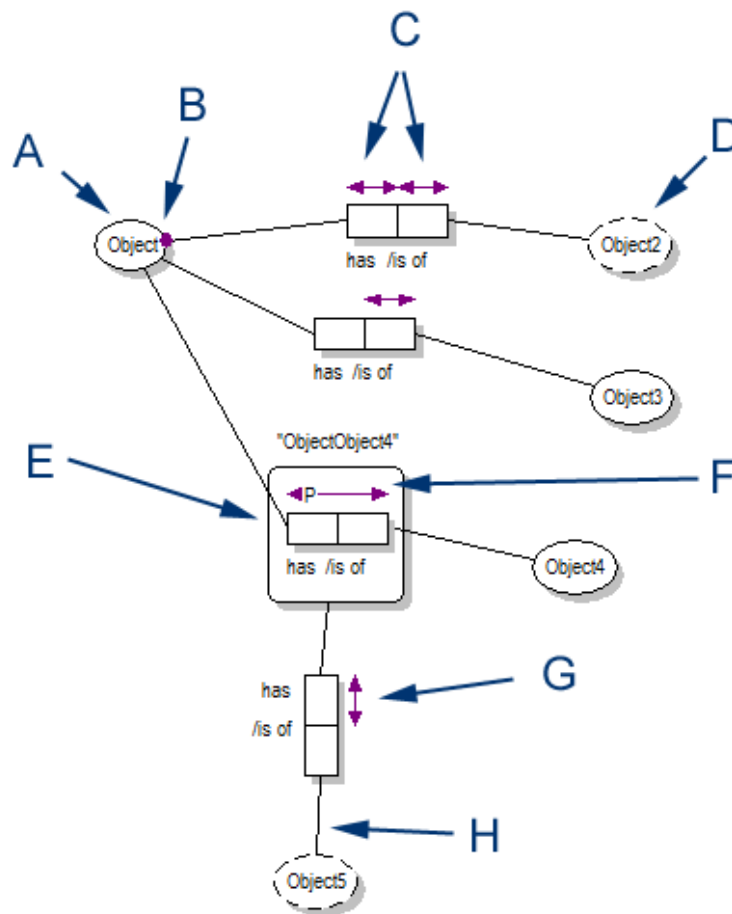 C
B
A
D
Object
Object2
has /is of
has /is of
Object3
"ObjectObject4"
E
F
P
has /is of
Object4
has
/is of
G
H
Object5